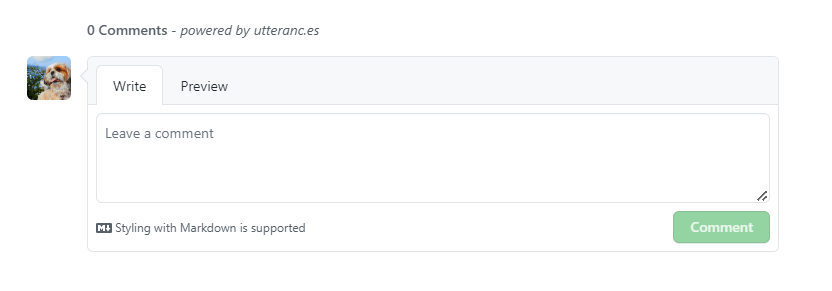 0 Comments - powered by utteranc.es
Write
Preview
Leave a comment
M↓ Styling with Markdown is supported
Comment